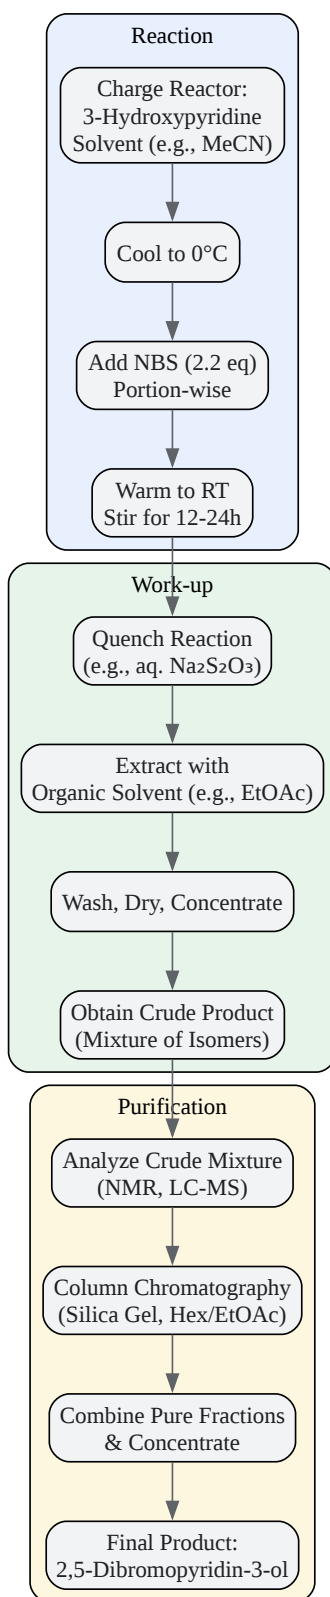 Reaction
Charge Reactor:
3-Hydroxypyridine
Solvent (e.g., MeCN)
Cool to 0°C
Add NBS (2.2 eq)
Portion-wise
Warm to RT
Stir for 12-24h
Work-up
Quench Reaction
(e.g., aq. Na₂S₂O₃)
Extract with
Organic Solvent (e.g., EtOAc)
Wash, Dry, Concentrate
Obtain Crude Product
(Mixture of Isomers)
Purification
Analyze Crude Mixture
(NMR, LC-MS)
Column Chromatography
(Silica Gel, Hex/EtOAc)
Combine Pure Fractions
& Concentrate
Final Product:
2,5-Dibromopyridin-3-ol